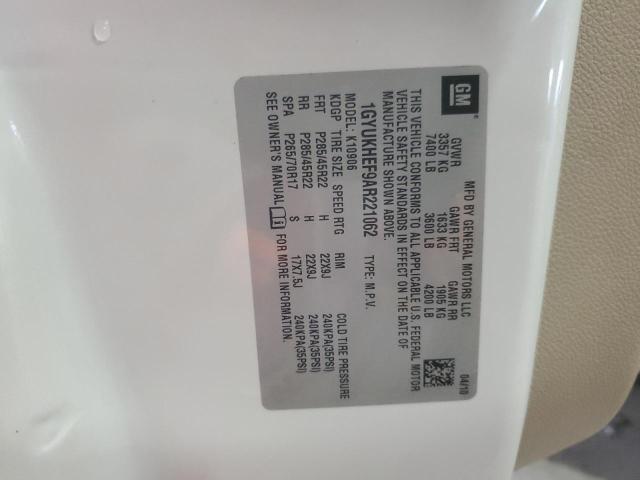 GM®
MFD BY GENERAL MOTORS LLC 04/10
GVWR GAWR FRT GAWR RR
3357 KG 1633 KG 1905 KG
7400 LB 3600 LB 4200 LB
THIS VEHICLE CONFORMS TO ALL APPLICABLE U.S. FEDERAL MOTOR
VEHICLE SAFETY STANDARDS IN EFFECT ON THE DATE OF
MANUFACTURE SHOWN ABOVE.
1GYUKHEF9AR221062 TYPE: M.P.V.
MODEL: K10906
KDGP TIRE SIZE SPEED RTG RIM COLD TIRE PRESSURE
FRT P285/45R22 H 22X9J 240KPA(35PSI)
RR P285/45R22 H 22X9J 240KPA(35PSI)
SPA P265/70R17 S 17X7.5J 240KPA(35PSI)
SEE OWNER'S MANUAL FOR MORE INFORMATION.